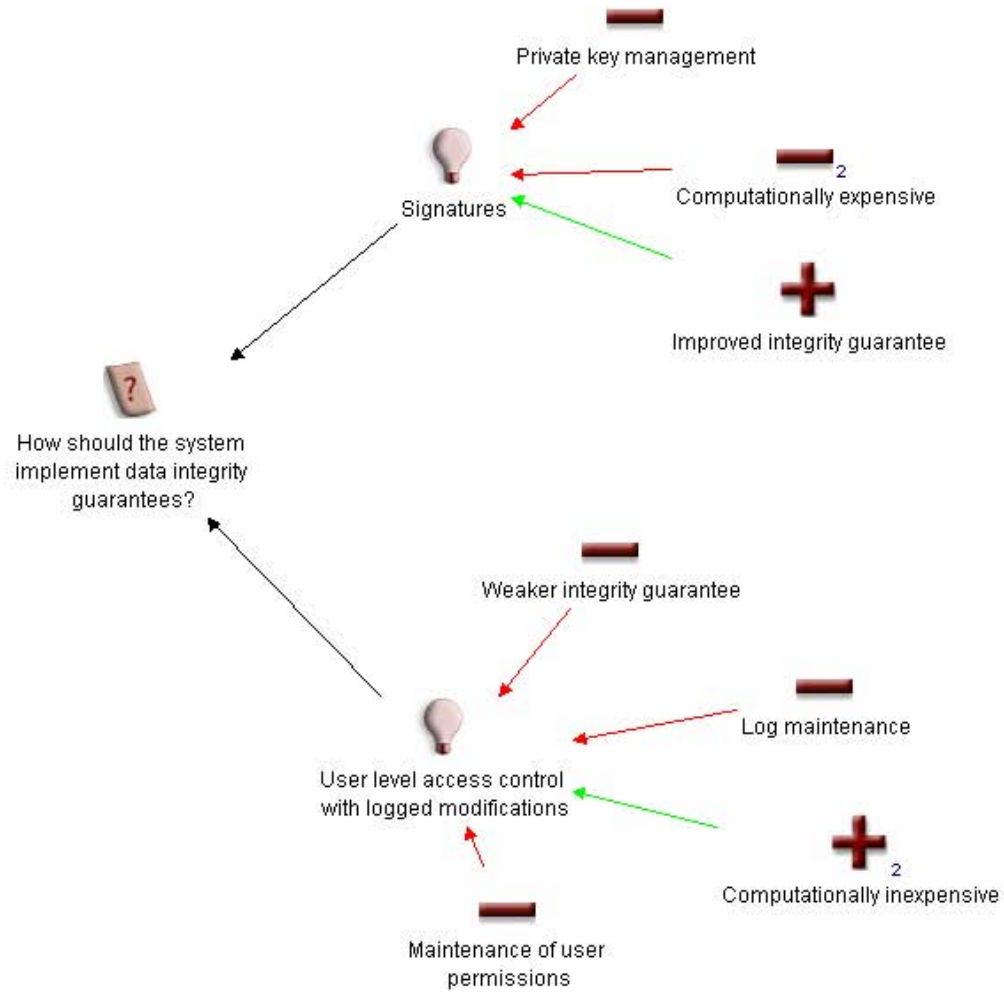 Private key management
2
Computationally expensive
Signatures
Improved integrity guarantee
?
How should the system
implement data integrity
guarantees?
Weaker integrity guarantee
Log maintenance
User level access control
with logged modifications
2
Computationally inexpensive
Maintenance of user
permissions